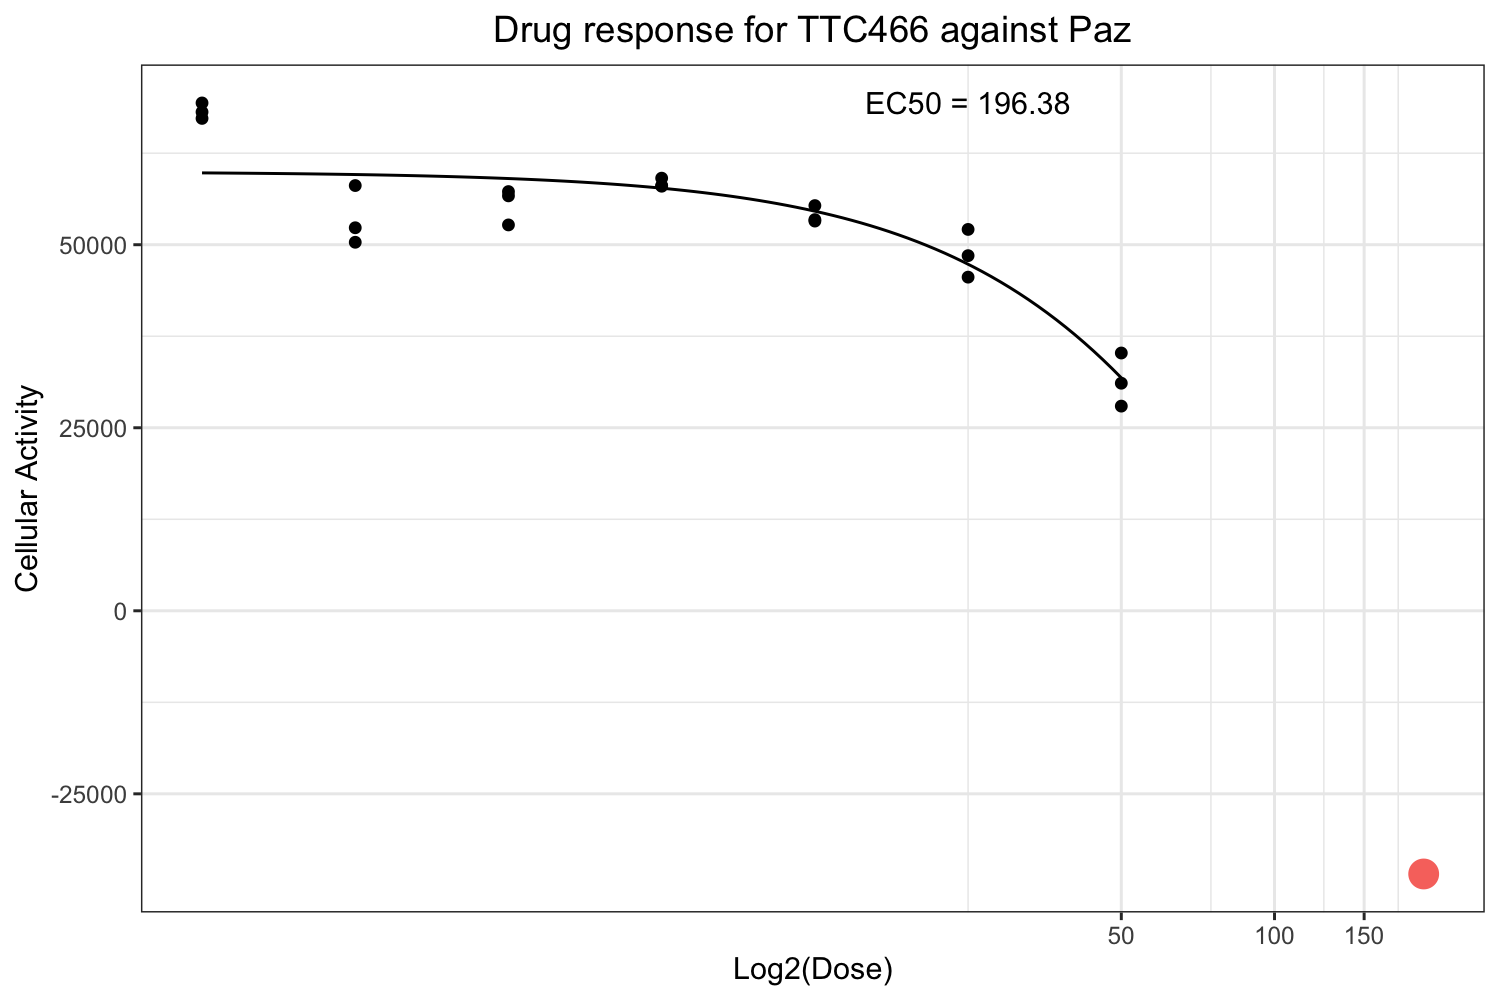 Drug response for TTC466 against Paz
EC50 = 196.38
Cellular Activity
50000
25000
0
-25000
50
100
150
Log2(Dose)